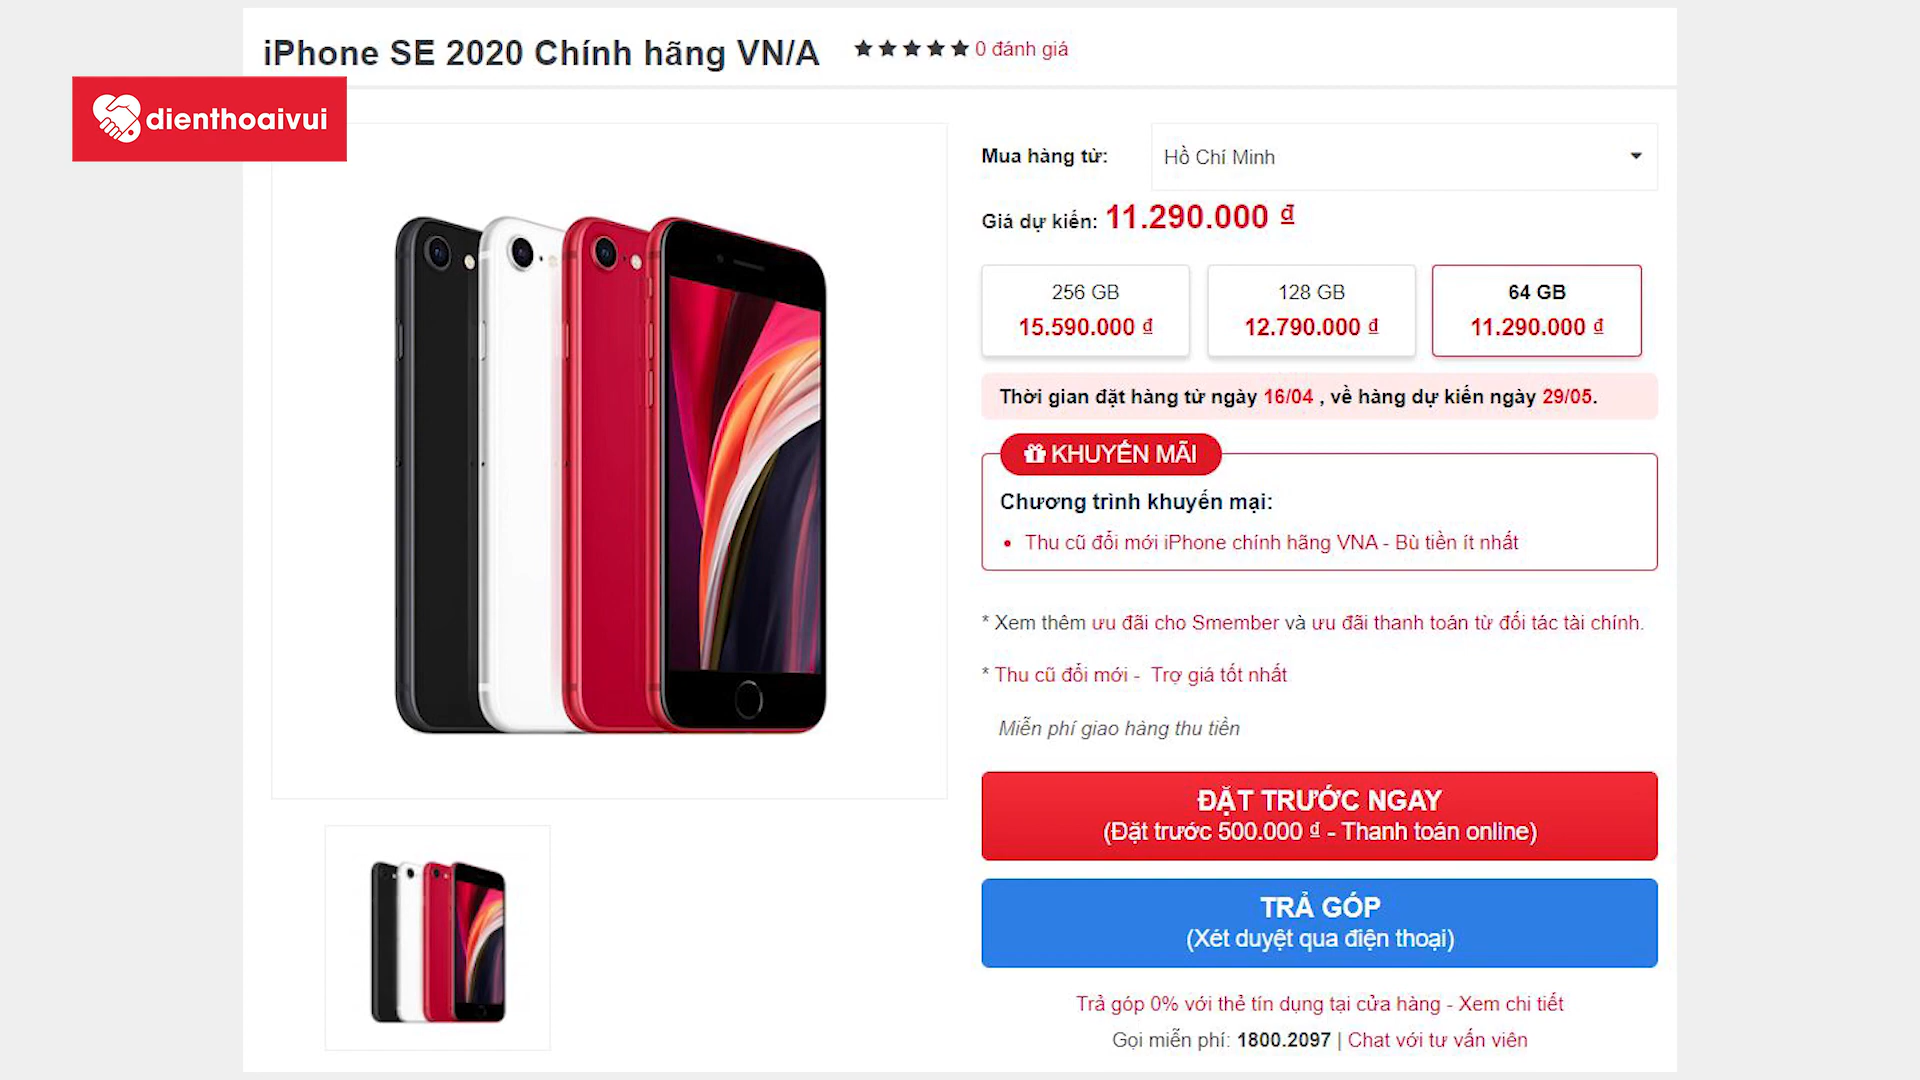 iPhone SE 2020 Chính hãng VN/A
0 đánh giá
dienthoaivui
Mua hàng từ:
Hồ Chí Minh
Giá dự kiến: 11.290.000 ₫
256 GB
15.590.000 ₫
128 GB
12.790.000 ₫
64 GB
11.290.000 ₫
Thời gian đặt hàng từ ngày 16/04 , về hàng dự kiến ngày 29/05.
KHUYẾN MÃI
Chương trình khuyến mại:
Thu cũ đổi mới iPhone chính hãng VNA - Bù tiền ít nhất
* Xem thêm ưu đãi cho Smember và ưu đãi thanh toán từ đối tác tài chính.
* Thu cũ đổi mới - Trợ giá tốt nhất
Miễn phí giao hàng thu tiền
ĐẶT TRƯỚC NGAY
(Đặt trước 500.000 ₫ - Thanh toán online)
TRẢ GÓP
(Xét duyệt qua điện thoại)
Trả góp 0% với thẻ tín dụng tại cửa hàng - Xem chi tiết
Gọi miễn phí: 1800.2097 | Chat với tư vấn viên